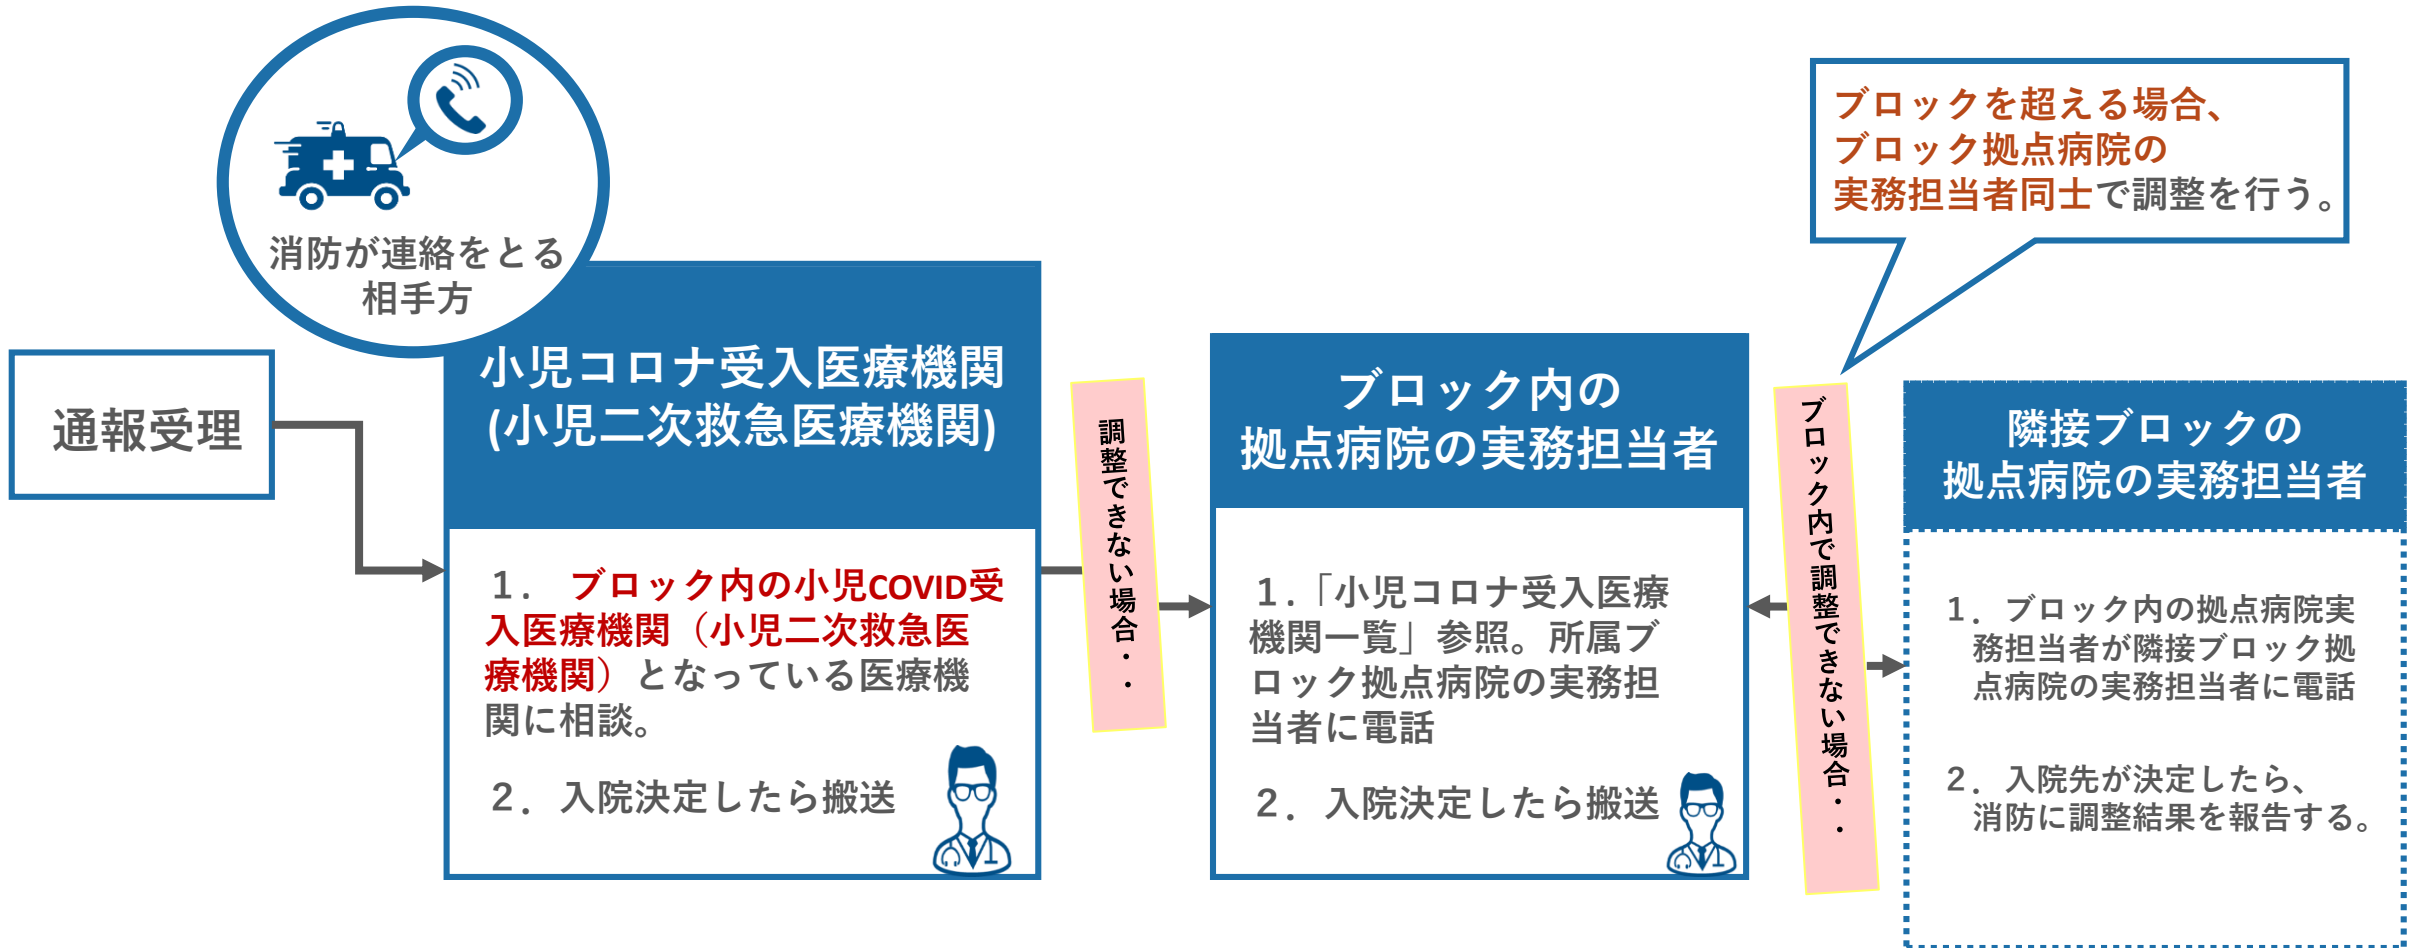 消防が連絡をとる
相手方
通報受理
小児コロナ受入医療機関
(小児二次救急医療機関)
１． ブロック内の小児COVID受
入医療機関（小児二次救急医
療機関）となっている医療機
関に相談。
２．入院決定したら搬送
調整できない場合・・
ブロック内の
拠点病院の実務担当者
１.「小児コロナ受入医療
機関一覧」参照。所属ブ
ロック拠点病院の実務担
当者に電話
２．入院決定したら搬送
ブロック内で調整できない場合・・
ブロックを超える場合、
ブロック拠点病院の
実務担当者同士で調整を行う。
隣接ブロックの
拠点病院の実務担当者
１．ブロック内の拠点病院実
務担当者が隣接ブロック拠
点病院の実務担当者に電話
２．入院先が決定したら、
消防に調整結果を報告する。